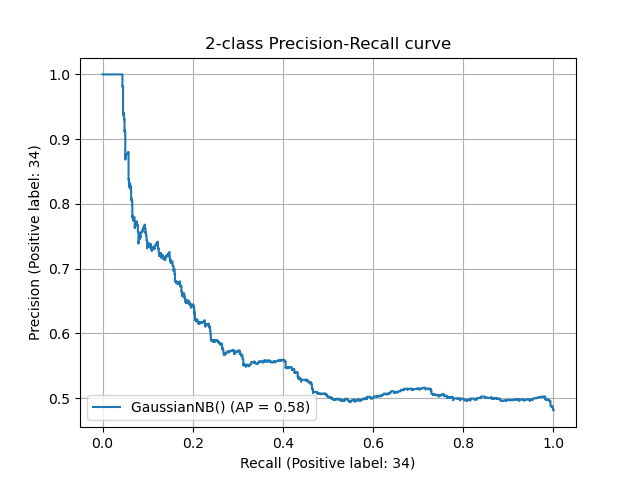 2-class Precision-Recall curve
Precision (Positive label: 34)
1.0
0.9
0.8
0.7
0.6
0.5
GaussianNB() (AP = 0.58)
0.0 0.2 0.4 0.6 0.8 1.0
Recall (Positive label: 34)